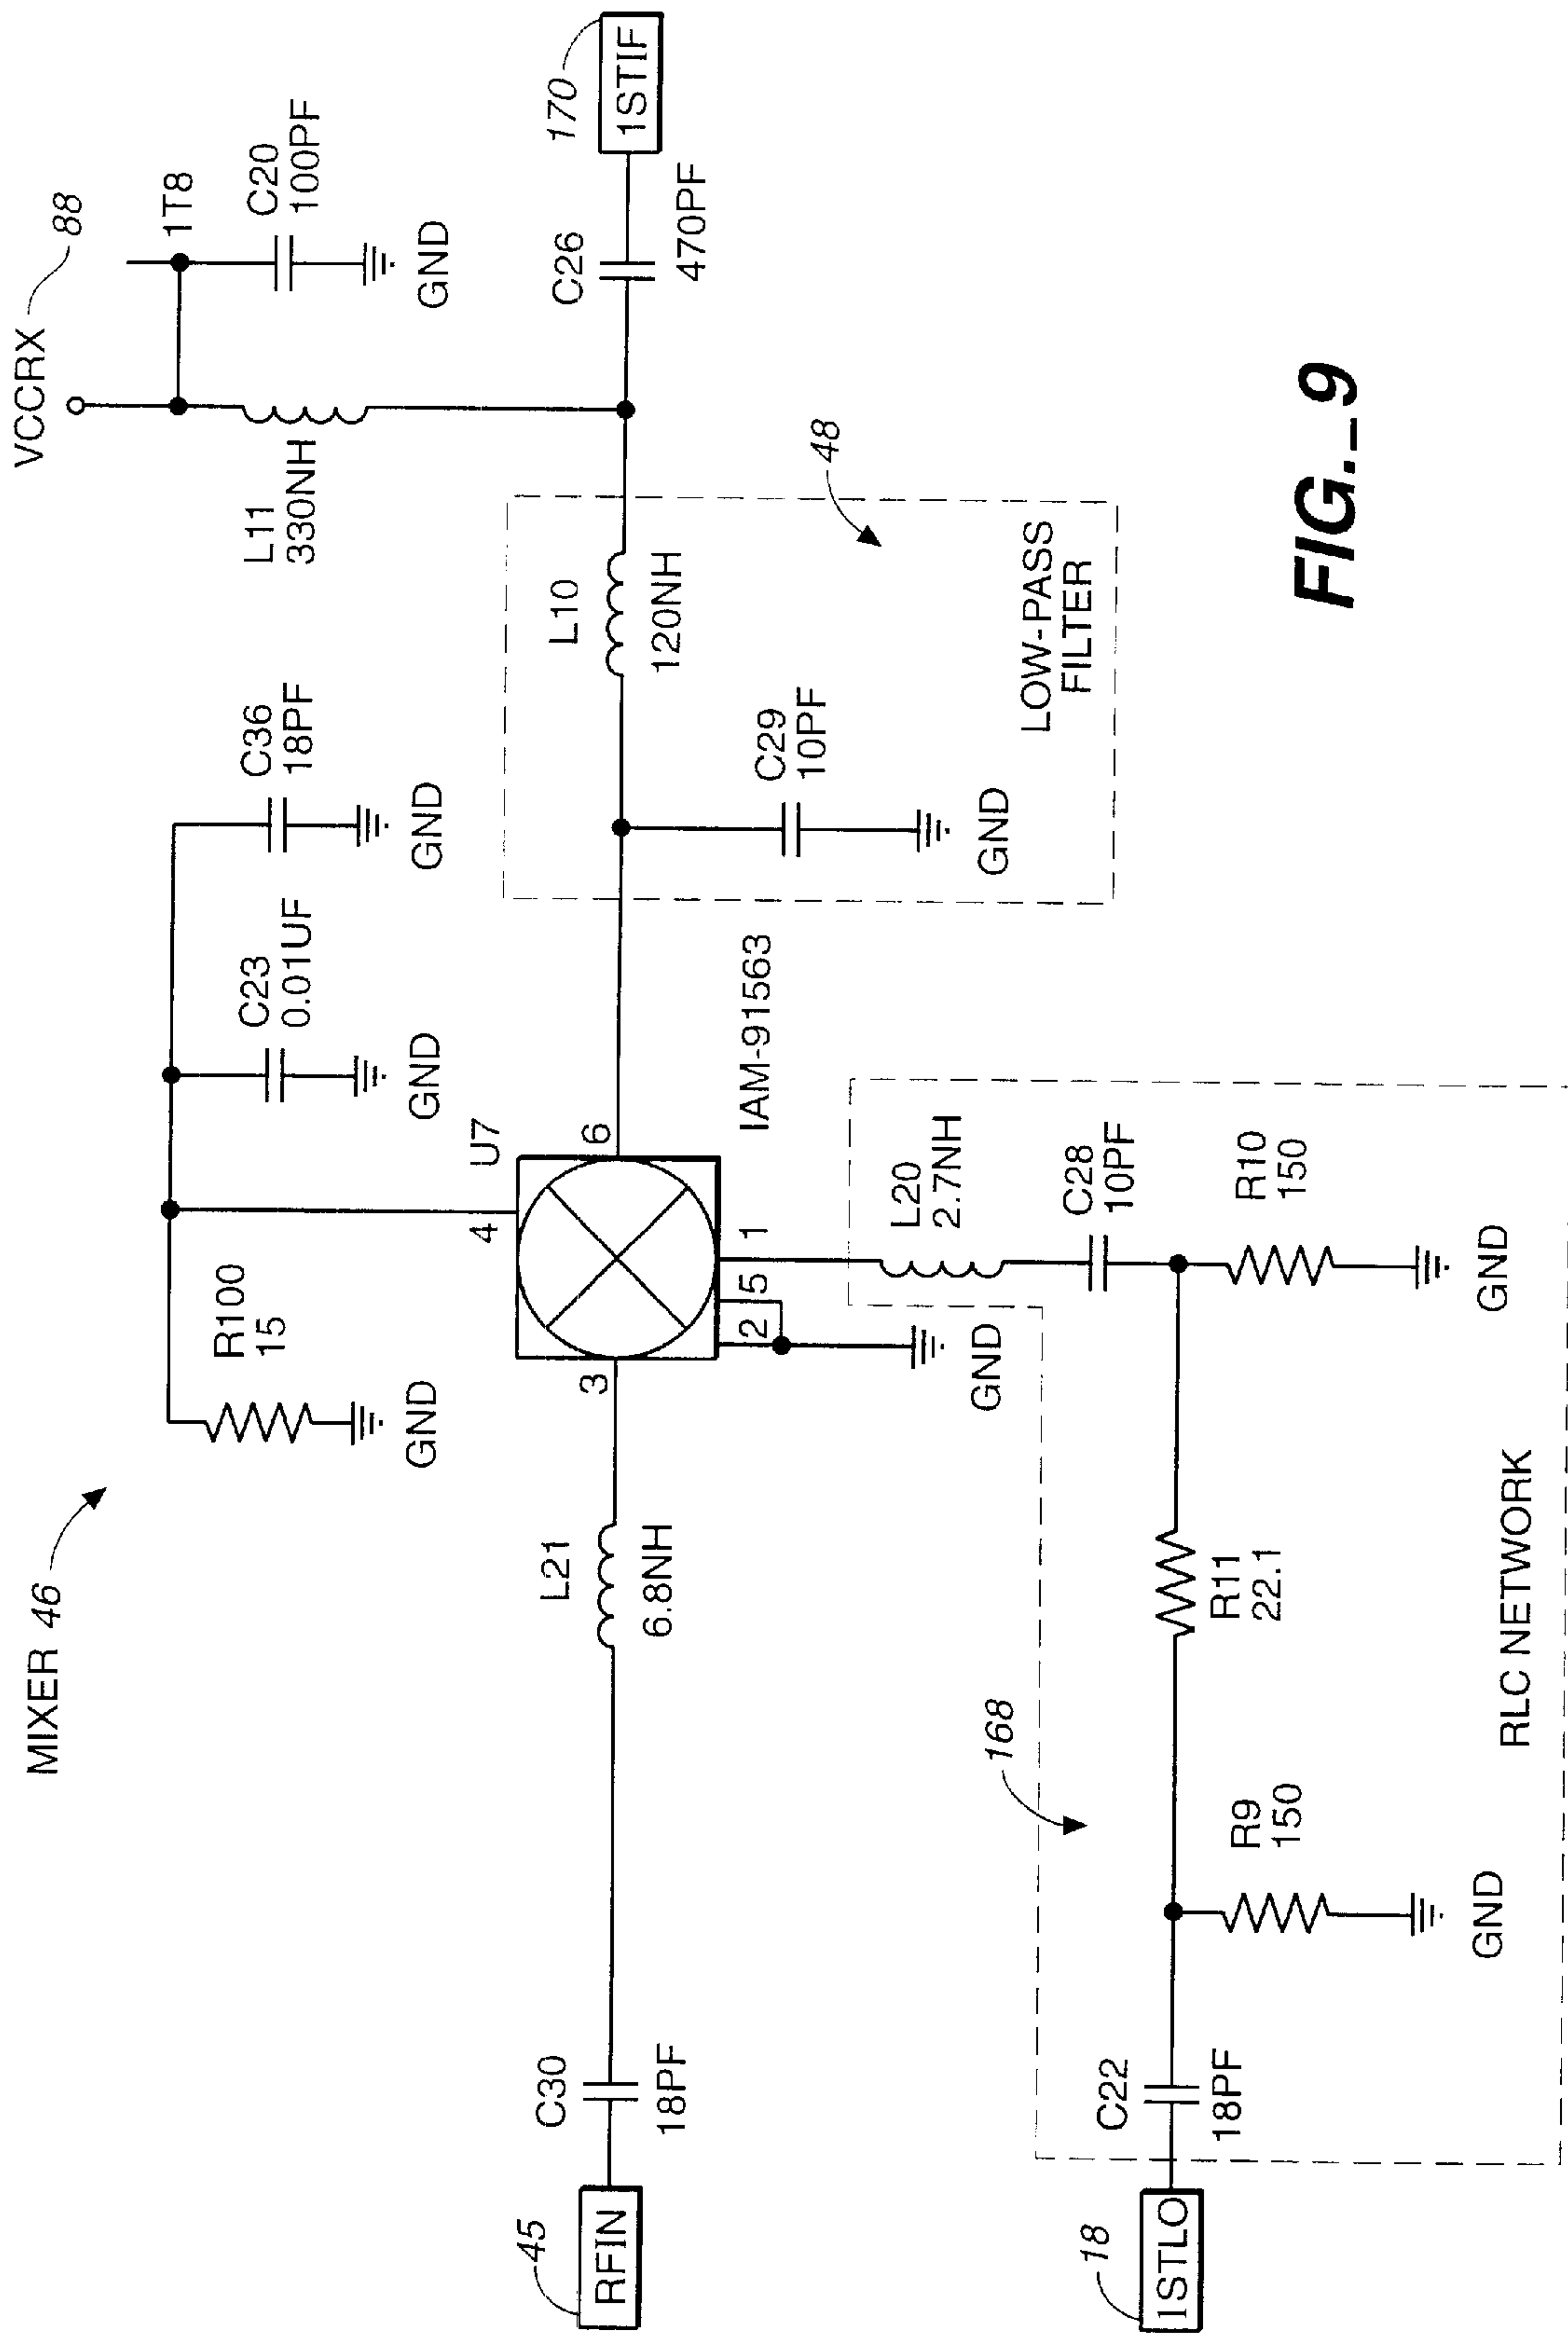 MIXER 46
VCCRX
88
1T8
R100
15
GND
C23
0.01UF
GND
C36
18PF
GND
L11
330NH
C20
100PF
GND
U7
4
3
6
2
5
1
45
RFIN
C30
18PF
L21
6.8NH
IAM-91563
L10
120NH
C29
10PF
GND
LOW-PASS
FILTER
48
C26
470PF
170
1STIF
GND
L20
2.7NH
C28
10PF
168
18
1STLO
C22
18PF
R9
150
GND
R11
22.1
R10
150
GND
RLC NETWORK
FIG._9